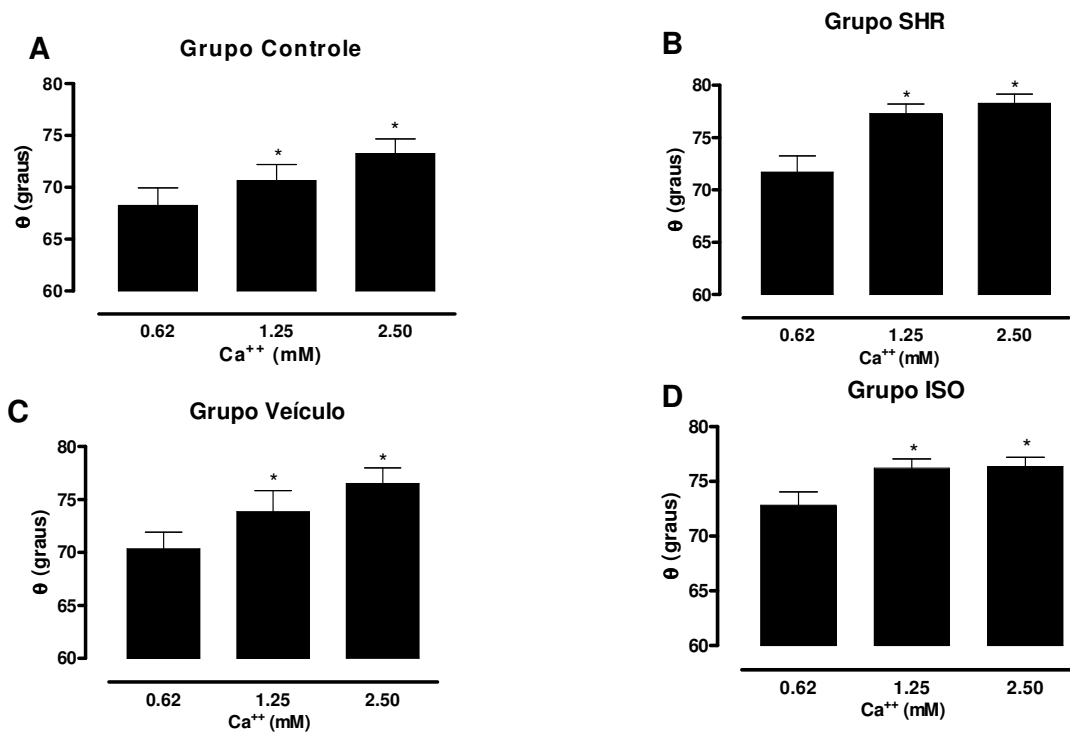 A
Grupo Controle
80
75
70
65
60
θ (graus)
*
*
0.62 1.25 2.50
Ca++ (mM)
B
Grupo SHR
80
75
70
65
60
θ (graus)
*
*
0.62 1.25 2.50
Ca++ (mM)
C
Grupo Veículo
80
75
70
65
60
θ (graus)
*
*
0.62 1.25 2.50
Ca++ (mM)
D
Grupo ISO
80
75
70
65
60
θ (graus)
*
*
0.62 1.25 2.50
Ca++ (mM)